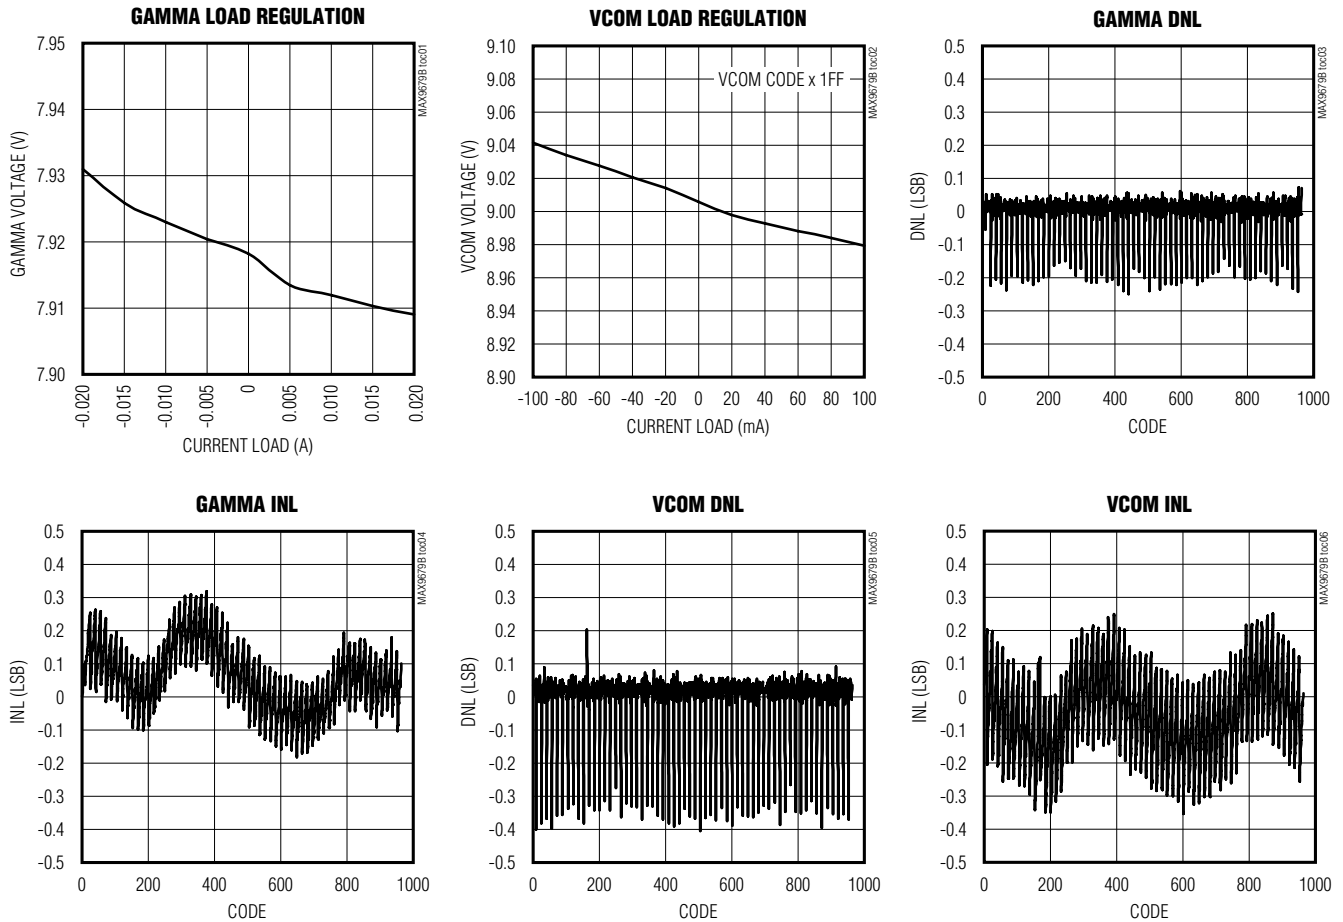 GAMMA LOAD REGULATION
7.95
7.94
7.93
7.92
7.91
7.90
GAMMA VOLTAGE (V)
-0.020
-0.015
-0.010
-0.005
0
0.005
0.010
0.015
0.020
CURRENT LOAD (A)
MAX9679B toc01
VCOM LOAD REGULATION
9.10
9.08
9.06
9.04
9.02
9.00
8.98
8.96
8.94
8.92
8.90
VCOM VOLTAGE (V)
VCOM CODE x 1FF
-100 -80 -60 -40 -20 0 20 40 60 80 100
CURRENT LOAD (mA)
MAX9679B toc02
GAMMA DNL
0.5
0.4
0.3
0.2
0.1
0
-0.1
-0.2
-0.3
-0.4
-0.5
DNL (LSB)
0 200 400 600 800 1000
CODE
MAX9679B toc03
GAMMA INL
0.5
0.4
0.3
0.2
0.1
0
-0.1
-0.2
-0.3
-0.4
-0.5
INL (LSB)
0 200 400 600 800 1000
CODE
MAX9679B toc04
VCOM DNL
0.5
0.4
0.3
0.2
0.1
0
-0.1
-0.2
-0.3
-0.4
-0.5
DNL (LSB)
0 200 400 600 800 1000
CODE
MAX9679B toc05
VCOM INL
0.5
0.4
0.3
0.2
0.1
0
-0.1
-0.2
-0.3
-0.4
-0.5
INL (LSB)
0 200 400 600 800 1000
CODE
MAX9679B toc06